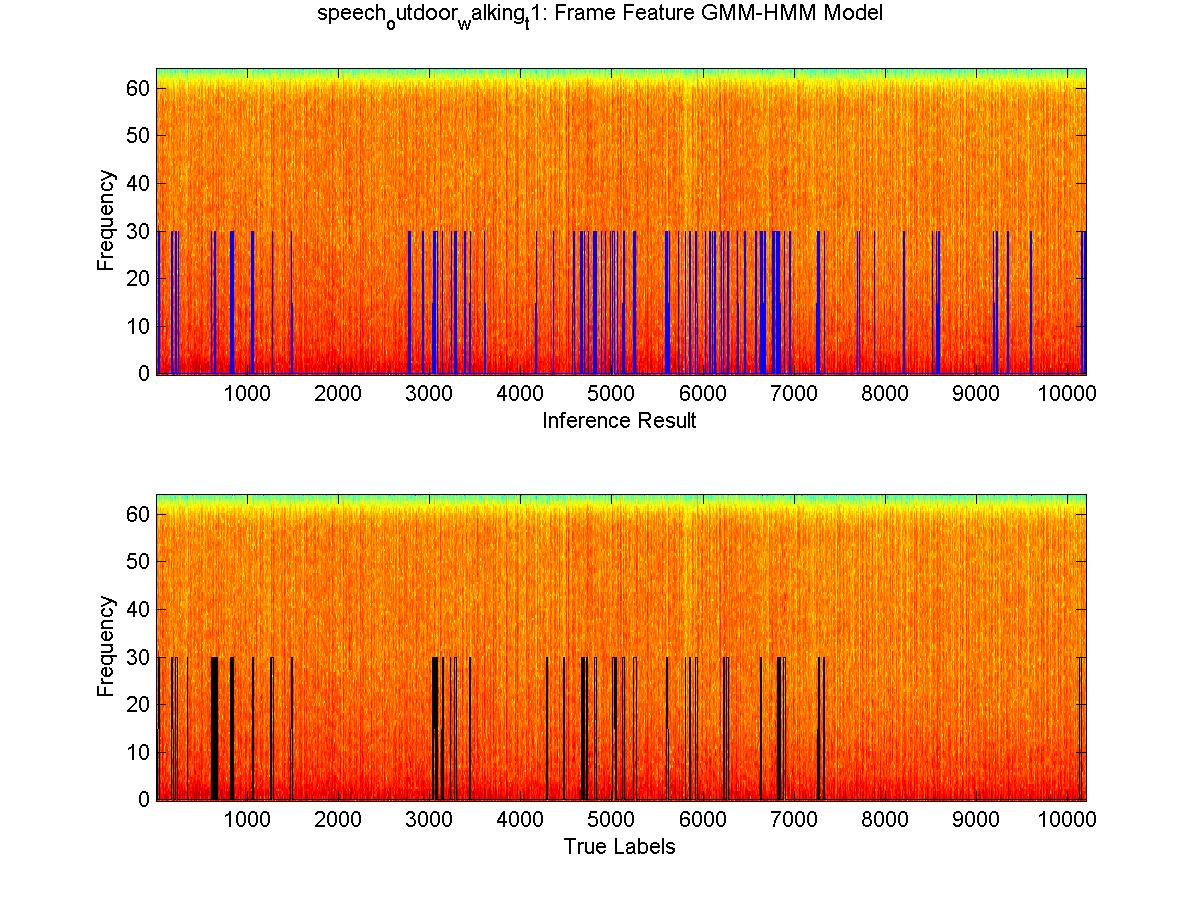 speech_outdoor_walking_t1: Frame Feature GMM-HMM Model
60
50
40
30
20
10
0
Frequency
1000 2000 3000 4000 5000 6000 7000 8000 9000 10000
Inference Result
60
50
40
30
20
10
0
Frequency
1000 2000 3000 4000 5000 6000 7000 8000 9000 10000
True Labels